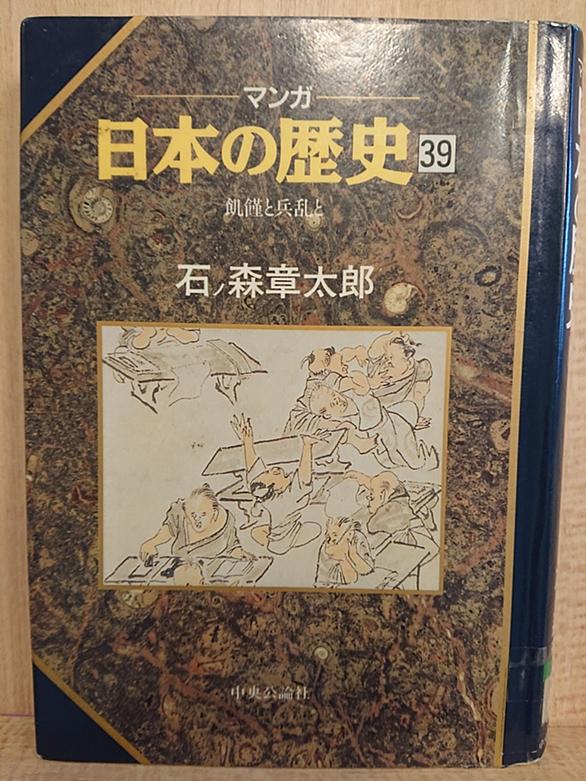 マンガ
日本の歴史 39
飢饉と兵乱と
石ノ森章太郎
中央公論社